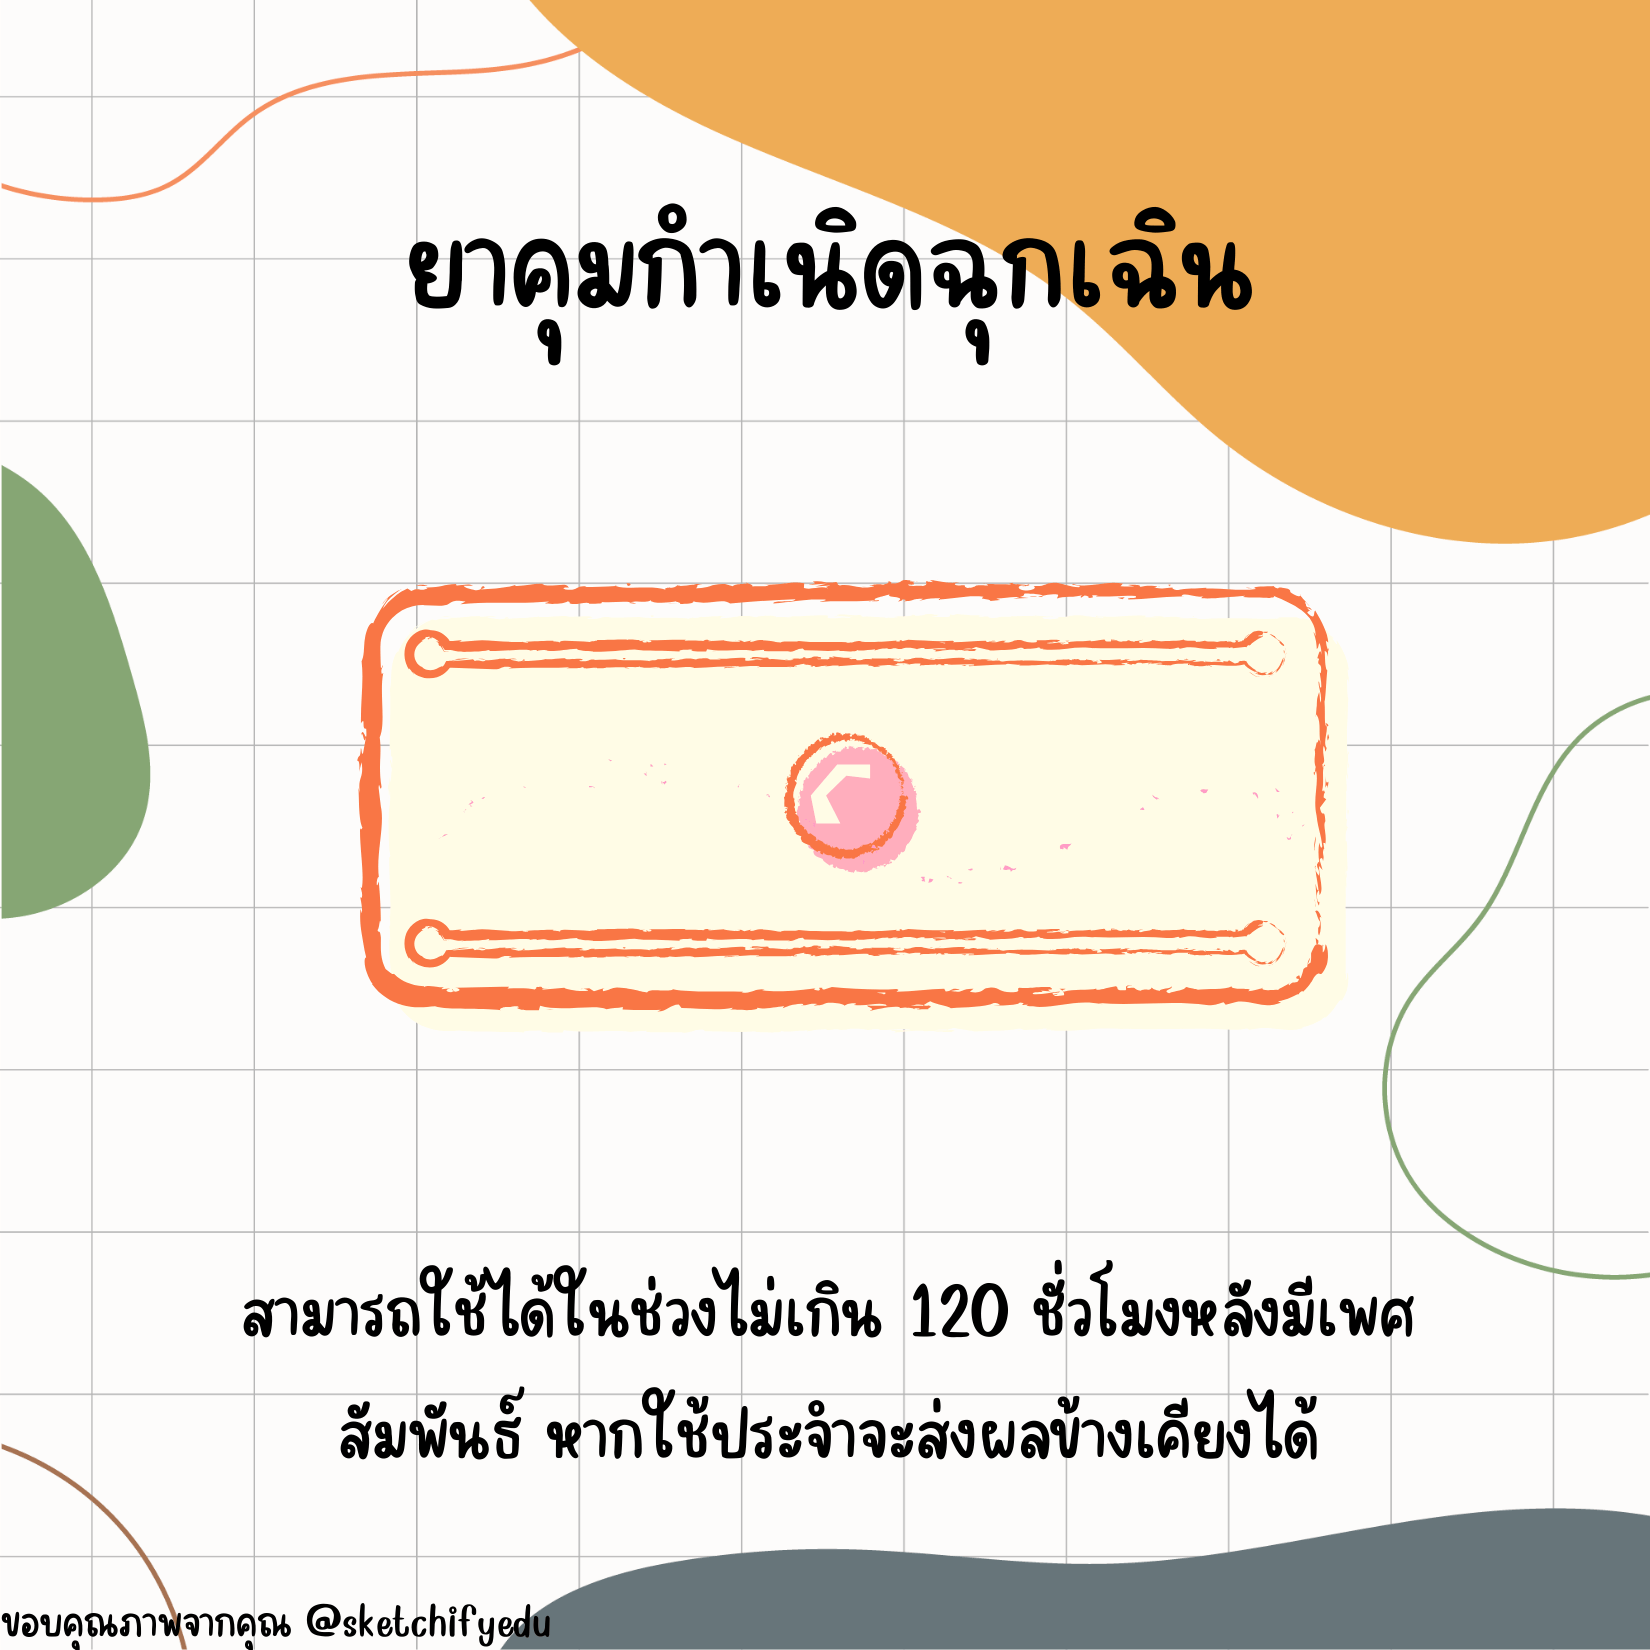 ยาคุมกำเนิดฉุกเฉิน
สามารถใช้ได้ในช่วงไม่เกิน 120 ชั่วโมงหลังมีเพศ
สัมพันธ์ หากใช้ประจำจะส่งผลข้างเคียงได้
ขอบคุณภาพจากคุณ @sketchifyedu